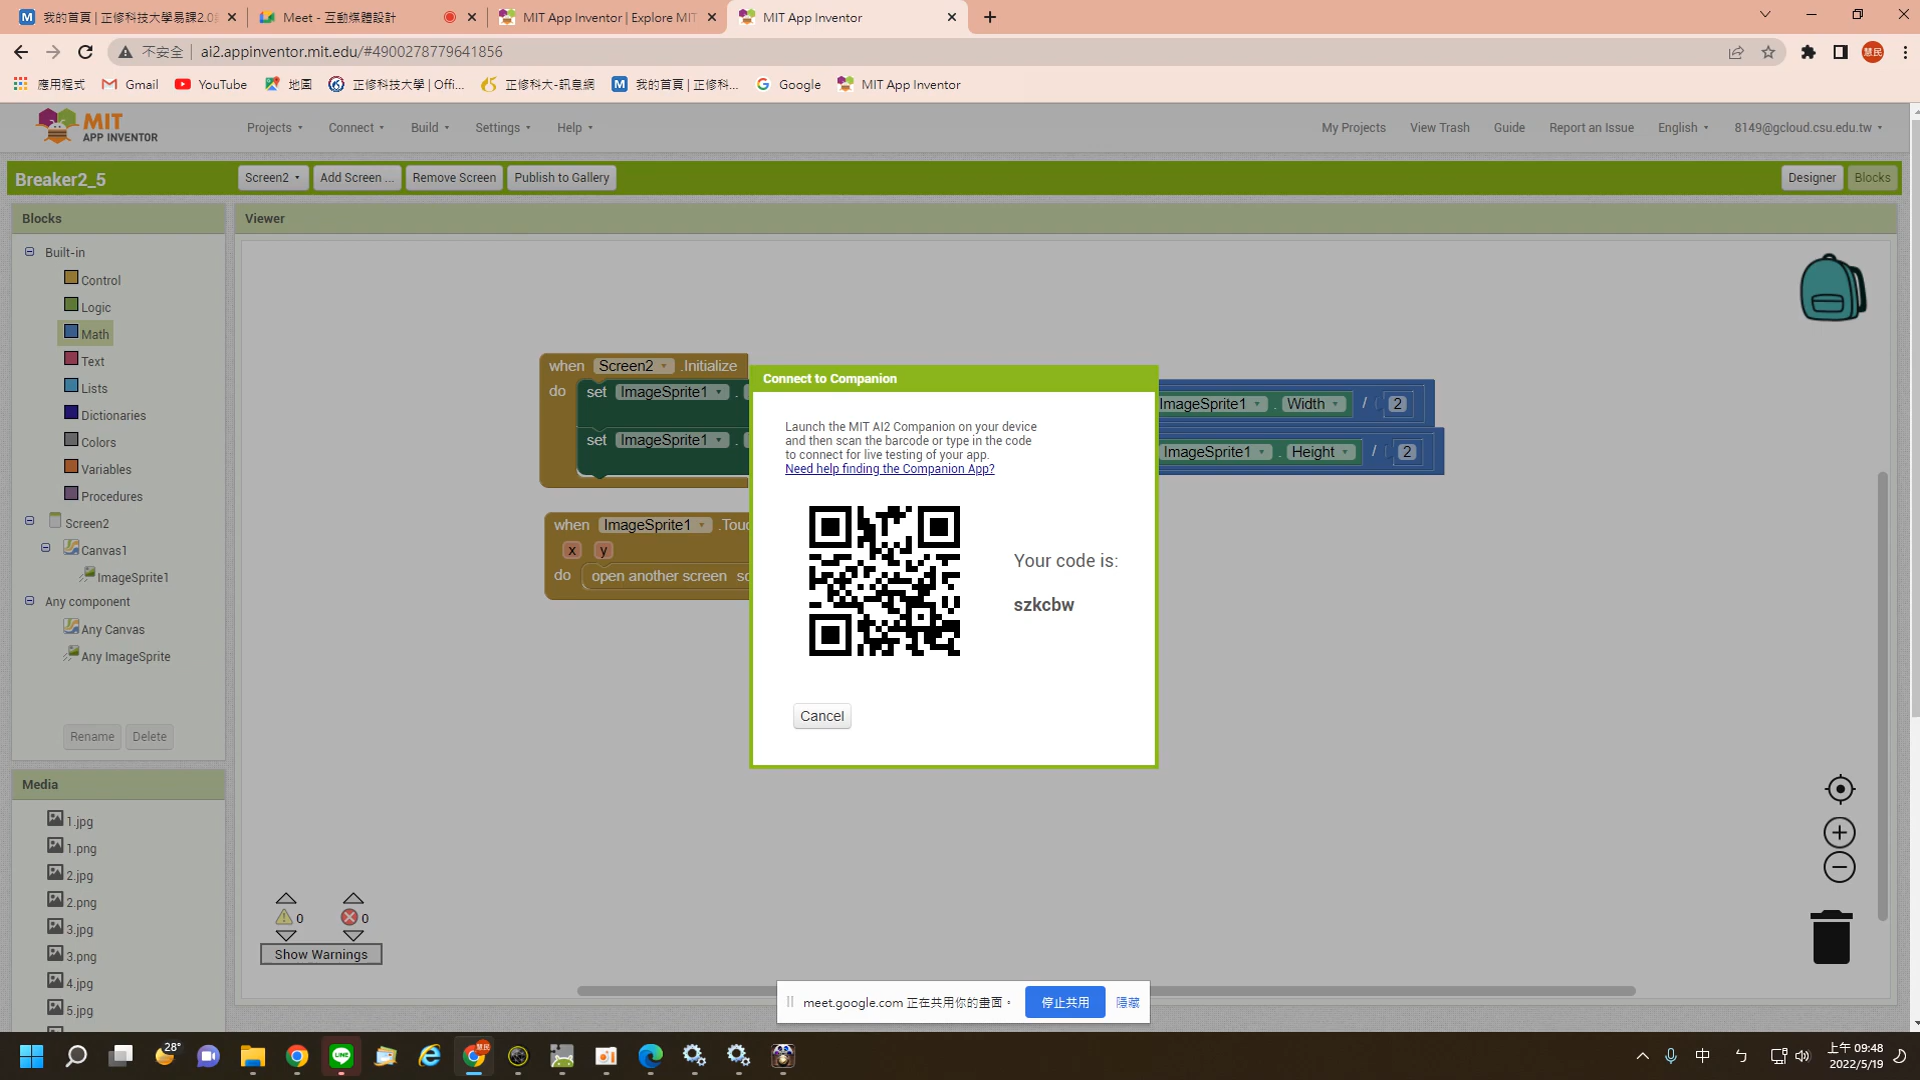 我的首頁 | 正修科技大學易課2.0
Meet - 互動媒體設計
MIT App Inventor | Explore MIT
MIT App Inventor
不安全
ai2.appinventor.mit.edu/#4900278779641856
慧民
應用程式
Gmail
YouTube
地圖
正修科技大學 | Offi...
正修科大-訊息網
我的首頁 | 正修科...
Google
MIT App Inventor
MIT
APP INVENTOR
Projects
Connect
Build
Settings
Help
My Projects
View Trash
Guide
Report an Issue
English
8149@gcloud.csu.edu.tw
Breaker2_5
Screen2
Add Screen ...
Remove Screen
Publish to Gallery
Designer
Blocks
Blocks
Viewer
Built-in
Control
Logic
Math
Text
Lists
Dictionaries
Colors
Variables
Procedures
Screen2
Canvas1
ImageSprite1
Any component
Any Canvas
Any ImageSprite
Rename
Delete
Media
1.jpg
1.png
2.jpg
2.png
3.jpg
3.png
4.jpg
5.jpg
when Screen2 .Initialize
do set ImageSprite1 .
ImageSprite1 . Width / 2
set ImageSprite1 .
ImageSprite1 . Height / 2
when ImageSprite1 .Touc
x y
do open another screen sc
Connect to Companion
Launch the MIT AI2 Companion on your device
and then scan the barcode or type in the code
to connect for live testing of your app.
Need help finding the Companion App?
Your code is:
szkcbw
Cancel
0
0
Show Warnings
meet.google.com 正在共用你的畫面。
停止共用
隱藏
28°
慧民
LINE
中
上午 09:48
2022/5/19